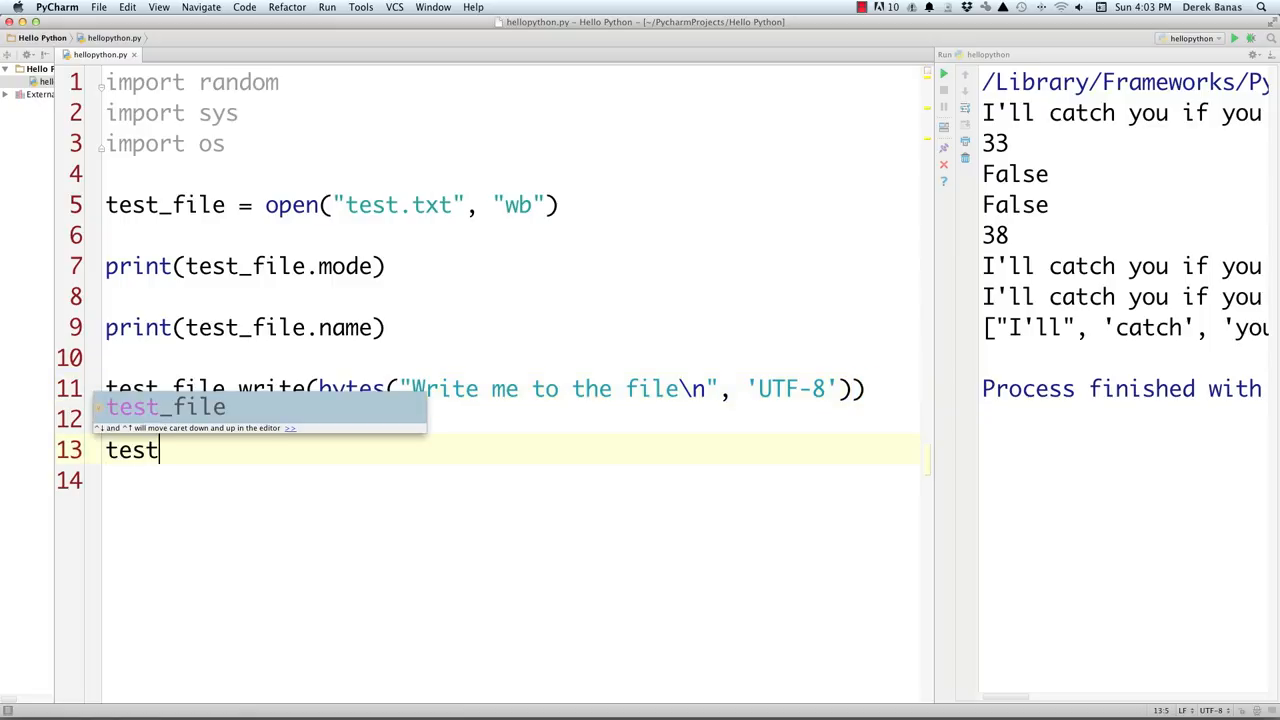 PyCharm File Edit View Navigate Code Refactor Run Tools VCS Window Help 10 Sun 4:03 PM Derek Banas
hellopython.py – Hello Python – [~/PycharmProjects/Hello Python]
Hello Python hellopython.py hellopython
hellopython.py Run hellopython
Hello P
hell
Externa
1 import random
2 import sys
3 import os
4
5 test_file = open("test.txt", "wb")
6
7 print(test_file.mode)
8
9 print(test_file.name)
10
11 test_file.write(bytes("Write me to the file\n", 'UTF-8'))
12
test_file
^↓ and ^↑ will move caret down and up in the editor >>
13 test
14
/Library/Frameworks/Py
I'll catch you if you
33
False
False
38
I'll catch you if you
I'll catch you if you
["I'll", 'catch', 'you
Process finished with
13:5 LF UTF-8